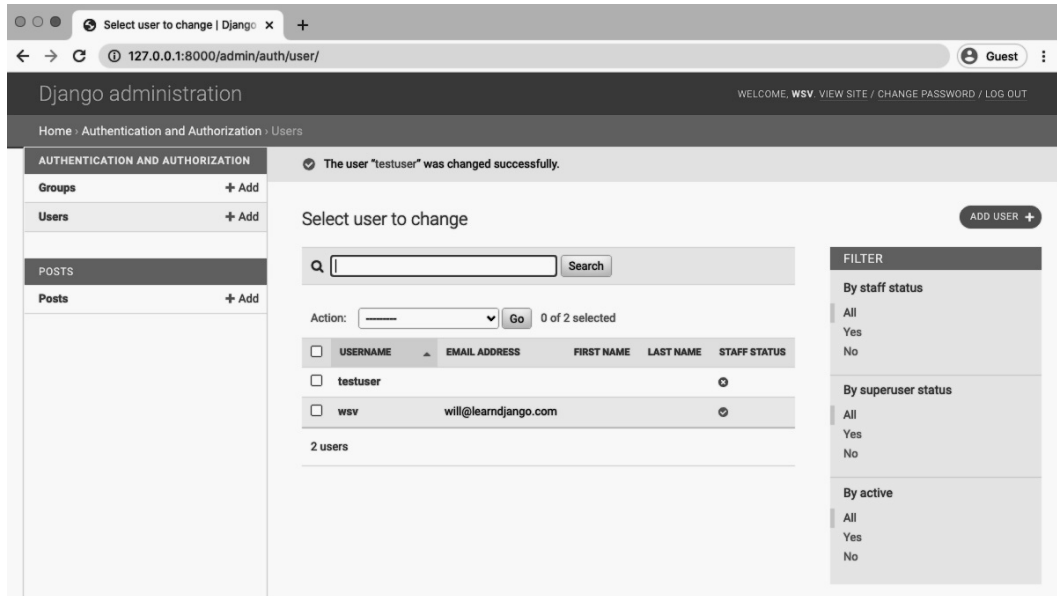 Select user to change | Django
127.0.0.1:8000/admin/auth/user/
Guest
Django administration
WELCOME, WSV. VIEW SITE / CHANGE PASSWORD / LOG OUT
Home › Authentication and Authorization › Users
AUTHENTICATION AND AUTHORIZATION
Groups + Add
Users + Add
POSTS
Posts + Add
The user “testuser” was changed successfully.
Select user to change
ADD USER +
Search
Action: --------- Go 0 of 2 selected
USERNAME EMAIL ADDRESS FIRST NAME LAST NAME STAFF STATUS
testuser
wsv will@learndjango.com
2 users
FILTER
By staff status
All
Yes
No
By superuser status
All
Yes
No
By active
All
Yes
No